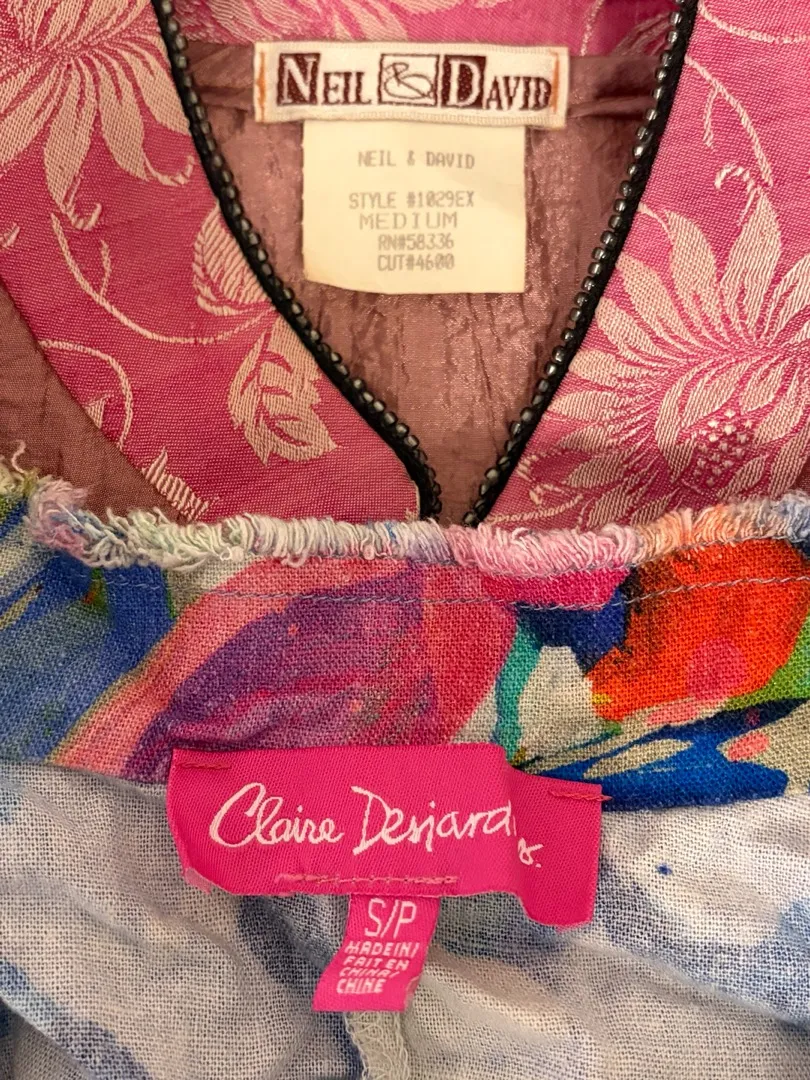 NEIL & DAVID
NEIL & DAVID
STYLE #1029EX
MEDIUM
RN#58336
CUT#4600
Claire Desjardins.
S/P
MADE IN/
FAIT EN
CHINA/
CHINE